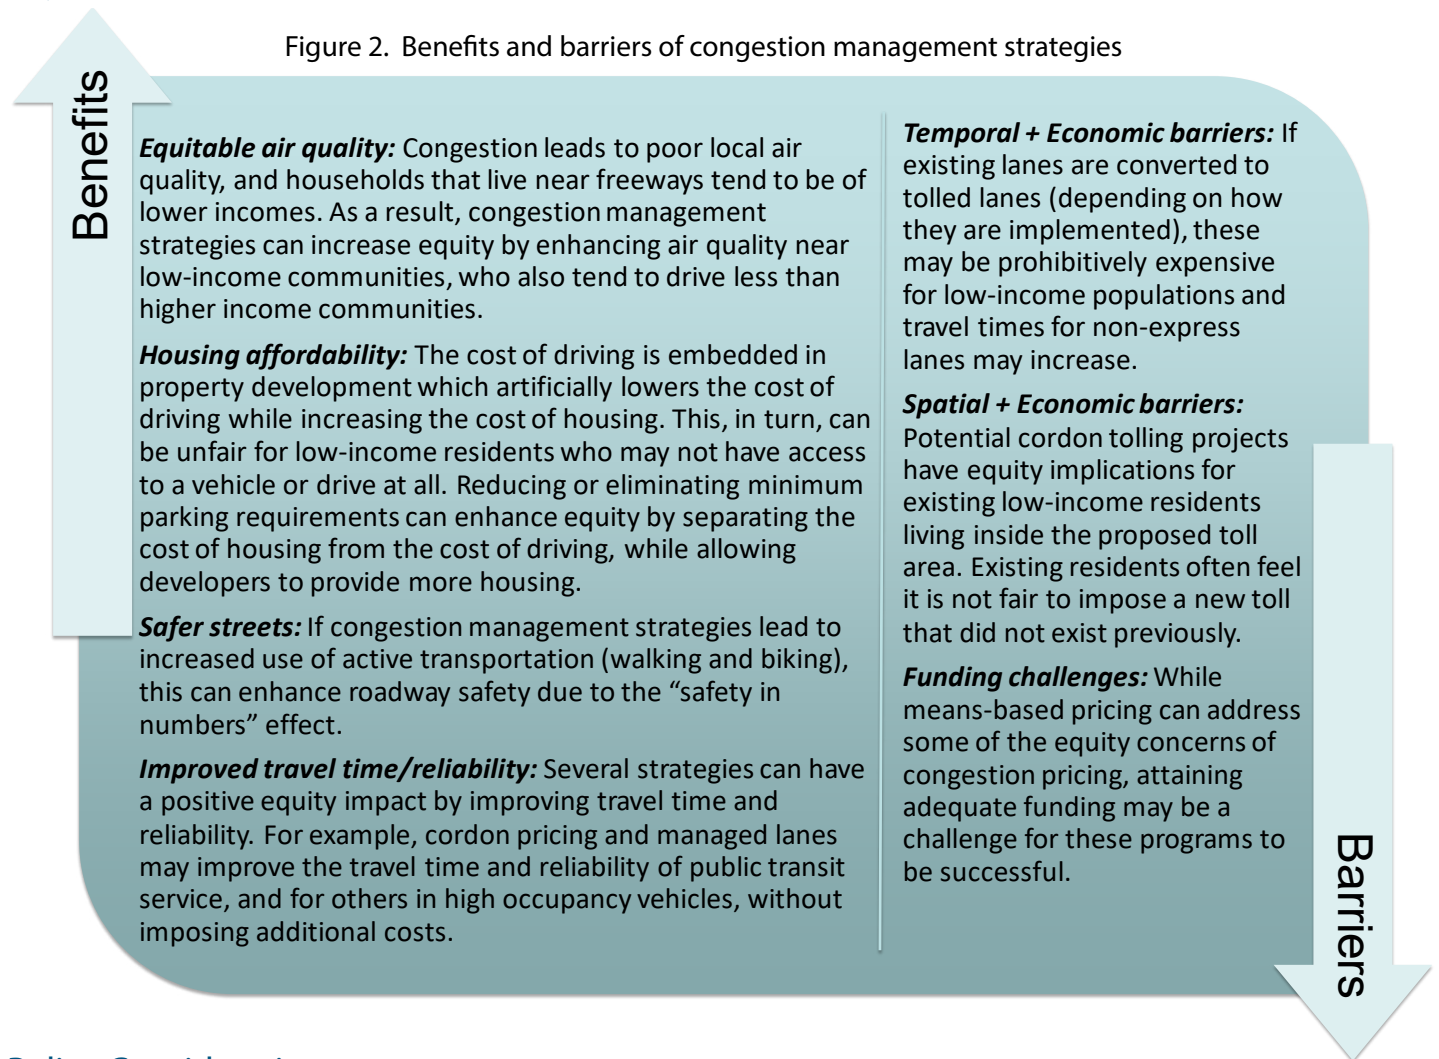 Figure 2.  Benefits and barriers of congestion management strategies
Benefits
Equitable air quality: Congestion leads to poor local air
quality, and households that live near freeways tend to be of
lower incomes. As a result, congestion management
strategies can increase equity by enhancing air quality near
low-income communities, who also tend to drive less than
higher income communities.
Housing affordability: The cost of driving is embedded in
property development which artificially lowers the cost of
driving while increasing the cost of housing. This, in turn, can
be unfair for low-income residents who may not have access
to a vehicle or drive at all. Reducing or eliminating minimum
parking requirements can enhance equity by separating the
cost of housing from the cost of driving, while allowing
developers to provide more housing.
Safer streets: If congestion management strategies lead to
increased use of active transportation (walking and biking),
this can enhance roadway safety due to the “safety in
numbers” effect.
Improved travel time/reliability: Several strategies can have
a positive equity impact by improving travel time and
reliability. For example, cordon pricing and managed lanes
may improve the travel time and reliability of public transit
service, and for others in high occupancy vehicles, without
imposing additional costs.
Temporal + Economic barriers: If
existing lanes are converted to
tolled lanes (depending on how
they are implemented), these
may be prohibitively expensive
for low-income populations and
travel times for non-express
lanes may increase.
Spatial + Economic barriers:
Potential cordon tolling projects
have equity implications for
existing low-income residents
living inside the proposed toll
area. Existing residents often feel
it is not fair to impose a new toll
that did not exist previously.
Funding challenges: While
means-based pricing can address
some of the equity concerns of
congestion pricing, attaining
adequate funding may be a
challenge for these programs to
be successful.
Barriers